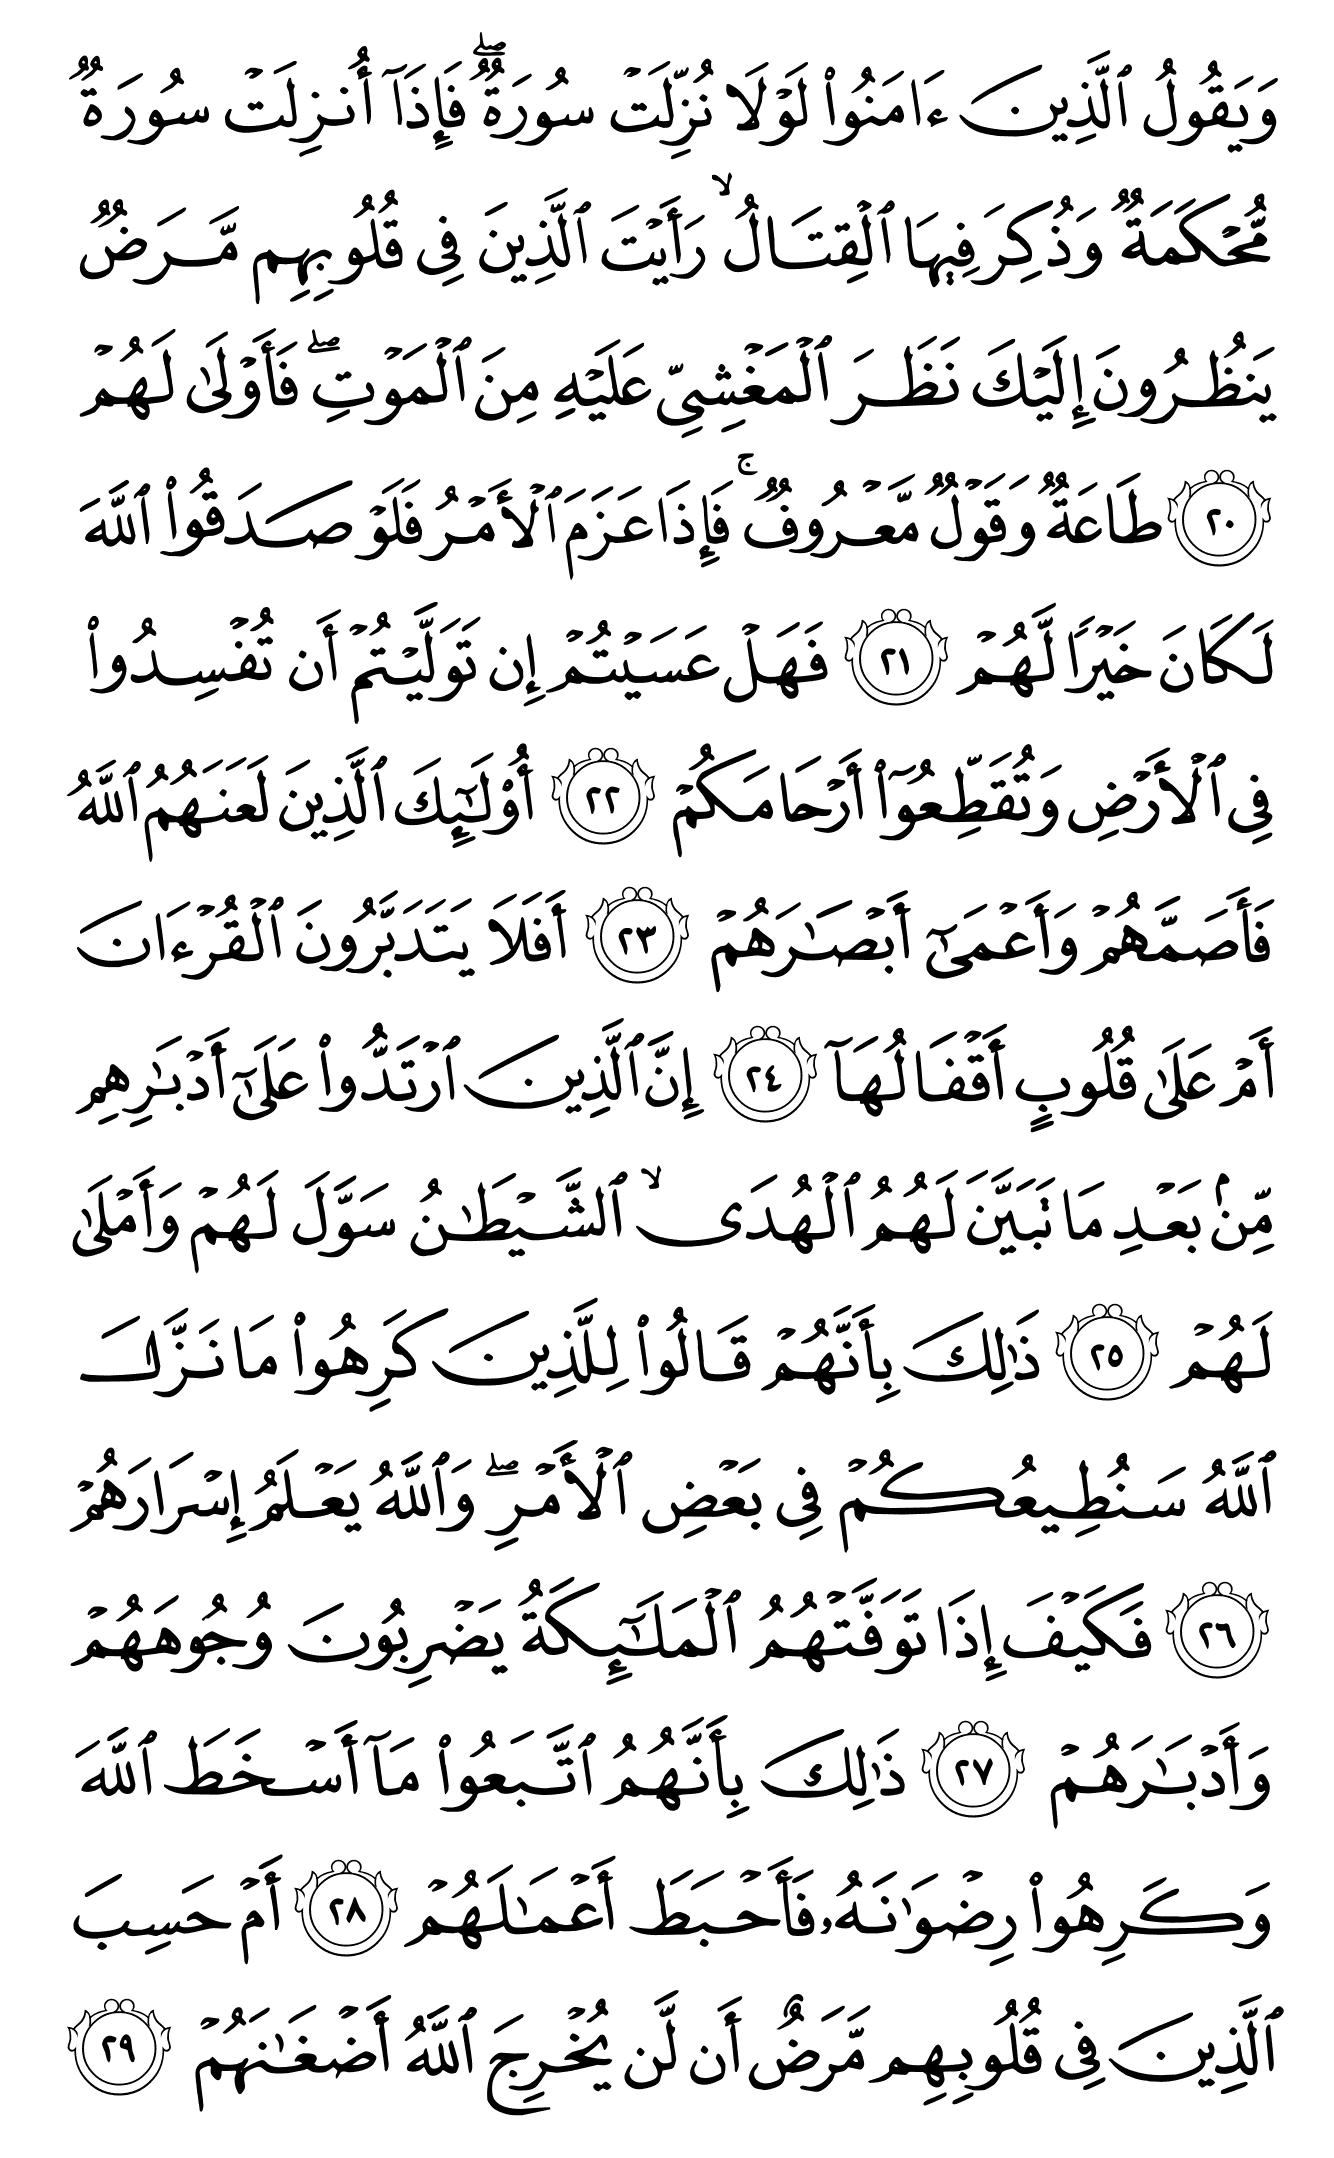 وَيَقُولُ ٱلَّذِينَ ءَامَنُوا۟ لَوْلَا نُزِّلَتْ سُورَةٌۖ فَإِذَآ أُنزِلَتْ سُورَةٌ
مُّحْكَمَةٌ وَذُكِرَ فِيهَا ٱلْقِتَالُۙ رَأَيْتَ ٱلَّذِينَ فِى قُلُوبِهِم مَّرَضٌ
يَنظُرُونَ إِلَيْكَ نَظَرَ ٱلْمَغْشِىِّ عَلَيْهِ مِنَ ٱلْمَوْتِۖ فَأَوْلَىٰ لَهُمْ
٢٠ طَاعَةٌ وَقَوْلٌ مَّعْرُوفٌۚ فَإِذَا عَزَمَ ٱلْأَمْرُ فَلَوْ صَدَقُوا۟ ٱللَّهَ
لَكَانَ خَيْرًا لَّهُمْ ٢١ فَهَلْ عَسَيْتُمْ إِن تَوَلَّيْتُمْ أَن تُفْسِدُوا۟
فِى ٱلْأَرْضِ وَتُقَطِّعُوٓا۟ أَرْحَامَكُمْ ٢٢ أُو۟لَـٰٓئِكَ ٱلَّذِينَ لَعَنَهُمُ ٱللَّهُ
فَأَصَمَّهُمْ وَأَعْمَىٰٓ أَبْصَـٰرَهُمْ ٢٣ أَفَلَا يَتَدَبَّرُونَ ٱلْقُرْءَانَ
أَمْ عَلَىٰ قُلُوبٍ أَقْفَالُهَآ ٢٤ إِنَّ ٱلَّذِينَ ٱرْتَدُّوا۟ عَلَىٰٓ أَدْبَـٰرِهِم
مِّنۢ بَعْدِ مَا تَبَيَّنَ لَهُمُ ٱلْهُدَىۙ ٱلشَّيْطَـٰنُ سَوَّلَ لَهُمْ وَأَمْلَىٰ
لَهُمْ ٢٥ ذَٰلِكَ بِأَنَّهُمْ قَالُوا۟ لِلَّذِينَ كَرِهُوا۟ مَا نَزَّلَ
ٱللَّهُ سَنُطِيعُكُمْ فِى بَعْضِ ٱلْأَمْرِۖ وَٱللَّهُ يَعْلَمُ إِسْرَارَهُمْ
٢٦ فَكَيْفَ إِذَا تَوَفَّتْهُمُ ٱلْمَلَـٰٓئِكَةُ يَضْرِبُونَ وُجُوهَهُمْ
وَأَدْبَـٰرَهُمْ ٢٧ ذَٰلِكَ بِأَنَّهُمُ ٱتَّبَعُوا۟ مَآ أَسْخَطَ ٱللَّهَ
وَكَرِهُوا۟ رِضْوَٰنَهُۥ فَأَحْبَطَ أَعْمَـٰلَهُمْ ٢٨ أَمْ حَسِبَ
ٱلَّذِينَ فِى قُلُوبِهِم مَّرَضٌ أَن لَّن يُخْرِجَ ٱللَّهُ أَضْغَـٰنَهُمْ ٢٩